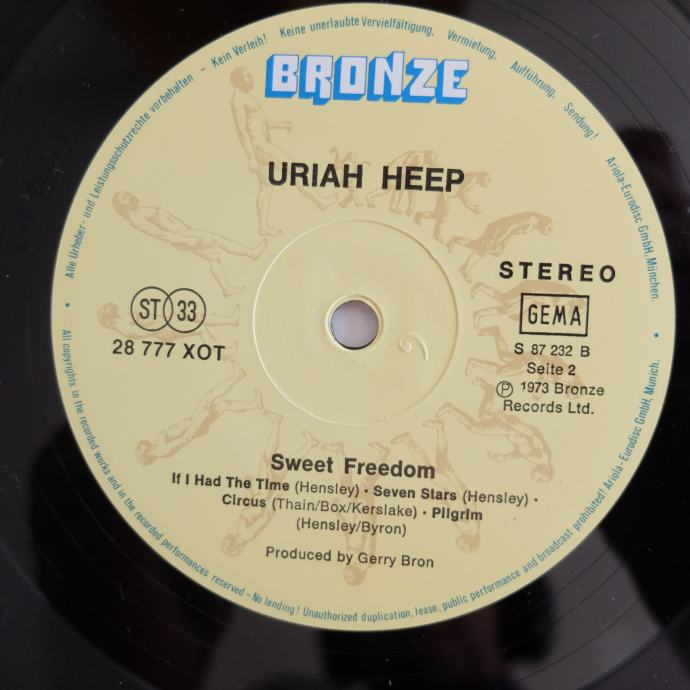 Alle Urheber- und Leistungsschutzrechte vorbehalten - Kein Verleih! Keine unerlaubte Vervielfältigung, Vermietung, Aufführung, Sendung! Ariola-Eurodisc GmbH, München.
BRONZE
URIAH HEEP
STEREO
ST 33
GEMA
28 777 XOT
S 87 232 B
Seite 2
℗ 1973 Bronze
Records Ltd.
Sweet Freedom
If I Had The Time (Hensley) • Seven Stars (Hensley) •
Circus (Thain/Box/Kerslake) • Pilgrim
(Hensley/Byron)
Produced by Gerry Bron
All copyrights in the recorded works and in the recorded performances reserved - No lending! Unauthorized duplication, lease, public performance and broadcast prohibited! Ariola-Eurodisc GmbH, Munich.